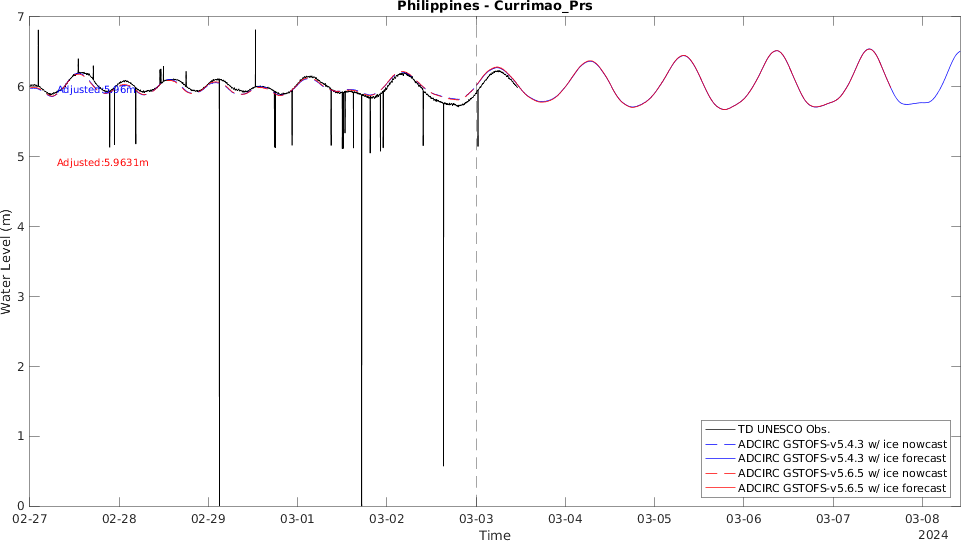 Philippines - Currimao_Prs
7
6
5
4
3
2
1
0
Water Level (m)
Adjusted:5.96m
Adjusted:5.9631m
TD UNESCO Obs.
ADCIRC GSTOFS-v5.4.3 w/ ice nowcast
ADCIRC GSTOFS-v5.4.3 w/ ice forecast
ADCIRC GSTOFS-v5.6.5 w/ ice nowcast
ADCIRC GSTOFS-v5.6.5 w/ ice forecast
02-27 02-28 02-29 03-01 03-02 03-03 03-04 03-05 03-06 03-07 03-08
Time
2024